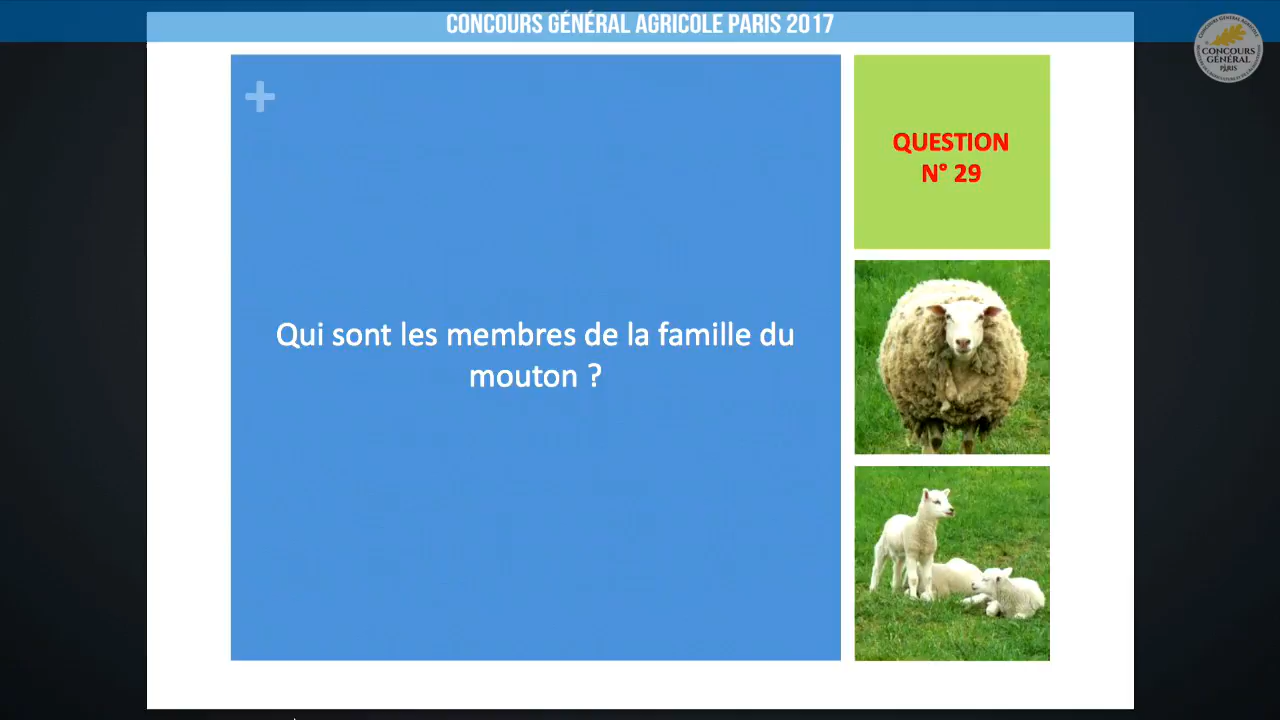 CONCOURS GÉNÉRAL AGRICOLE PARIS 2017
CONCOURS
GÉNÉRAL
PARIS
+
QUESTION
N° 29
Qui sont les membres de la famille du
mouton ?